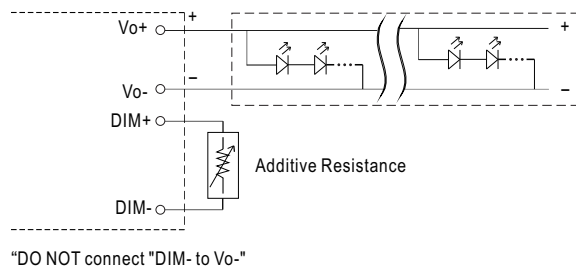 Vo+
+
+
Vo-
−
−
DIM+
Additive Resistance
DIM-
“DO NOT connect "DIM- to Vo-"